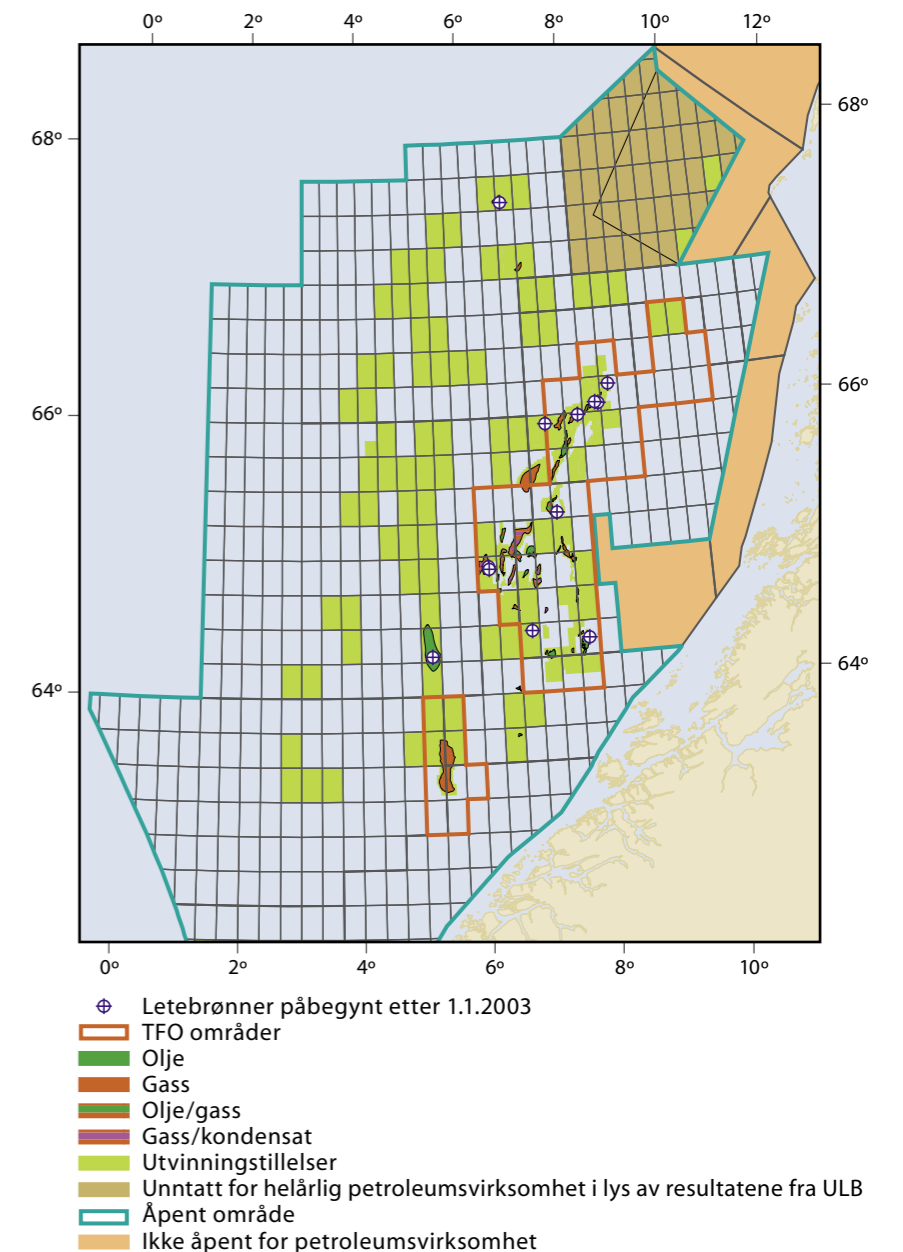 0º 2º 4º 6º 8º 10º 12º
68º
68º
66º
66º
64º
64º
0º 2º 4º 6º 8º 10º
Letebrønner påbegynt etter 1.1.2003
TFO områder
Olje
Gass
Olje/gass
Gass/kondensat
Utvinningstillelser
Unntatt for helårlig petroleumsvirksomhet i lys av resultatene fra ULB
Åpent område
Ikke åpent for petroleumsvirksomhet